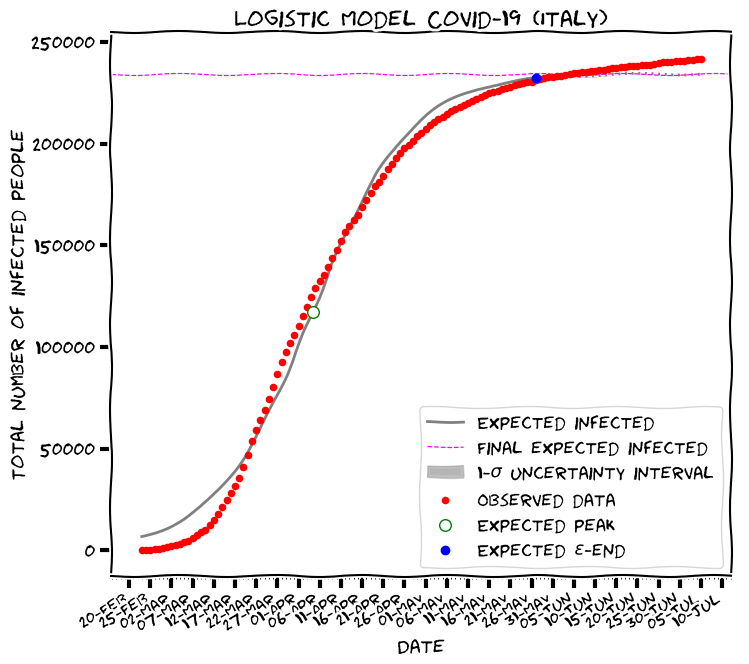 LOGISTIC MODEL COVID-19 (ITALY)
TOTAL NUMBER OF INFECTED PEOPLE
250000
200000
150000
100000
50000
0
EXPECTED INFECTED
FINAL EXPECTED INFECTED
1-σ UNCERTAINTY INTERVAL
OBSERVED DATA
EXPECTED PEAK
EXPECTED ε-END
20-FEB
25-FEB
02-MAR
07-MAR
12-MAR
17-MAR
22-MAR
27-MAR
01-APR
06-APR
11-APR
16-APR
21-APR
26-APR
01-MAY
06-MAY
11-MAY
16-MAY
21-MAY
26-MAY
31-MAY
05-JUN
10-JUN
15-JUN
20-JUN
25-JUN
30-JUN
05-JUL
10-JUL
DATE